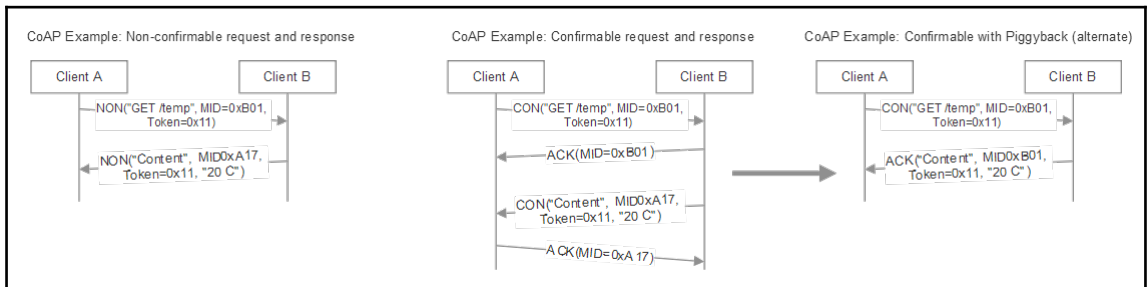 CoAP Example: Non-confirmable request and response
Client A
Client B
NON("GET /temp", MID=0xB01,
Token=0x11)
NON("Content", MID0xA17,
Token=0x11, "20 C")
CoAP Example: Confirmable request and response
Client A
Client B
CON("GET /temp", MID=0xB01,
Token=0x11)
ACK(MID=0xB01)
CON("Content", MID0xA17,
Token=0x11, "20 C")
ACK(MID=0xA17)
CoAP Example: Confirmable with Piggyback (alternate)
Client A
Client B
CON("GET /temp", MID=0xB01,
Token=0x11)
ACK("Content", MID0xB01,
Token=0x11, "20 C")